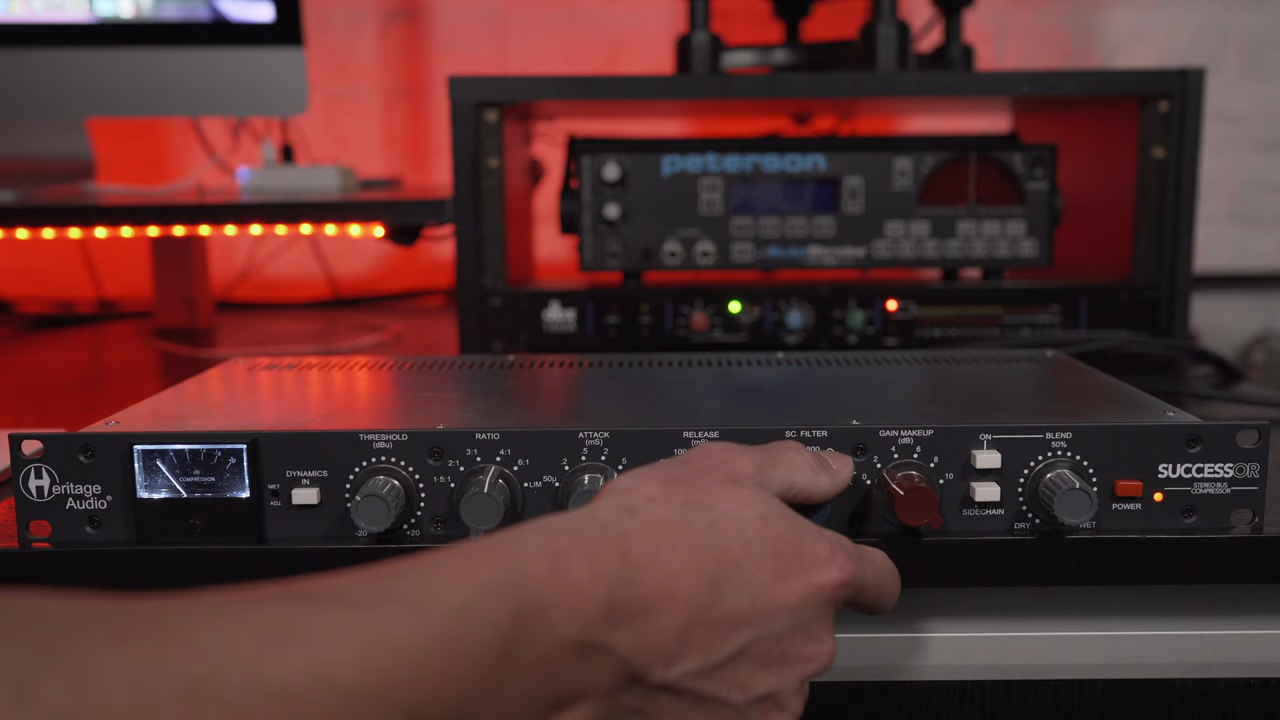 peterson
dbx
THRESHOLD
(dBu)
-20
+20
RATIO
1·5:1
2:1
3:1
4:1
6:1
LIM
ATTACK
(mS)
50µ
.2
.5
2
5
RELEASE
(mS)
100
SC. FILTER
800
GAIN MAKEUP
(dB)
0
2
4
6
8
10
ON
BLEND
50%
DRY
WET
SIDECHAIN
POWER
SUCCESSOR
STEREO BUS
COMPRESSOR
Heritage
Audio®
dB
COMPRESSION
DYNAMICS
IN
MET.
ADJ.